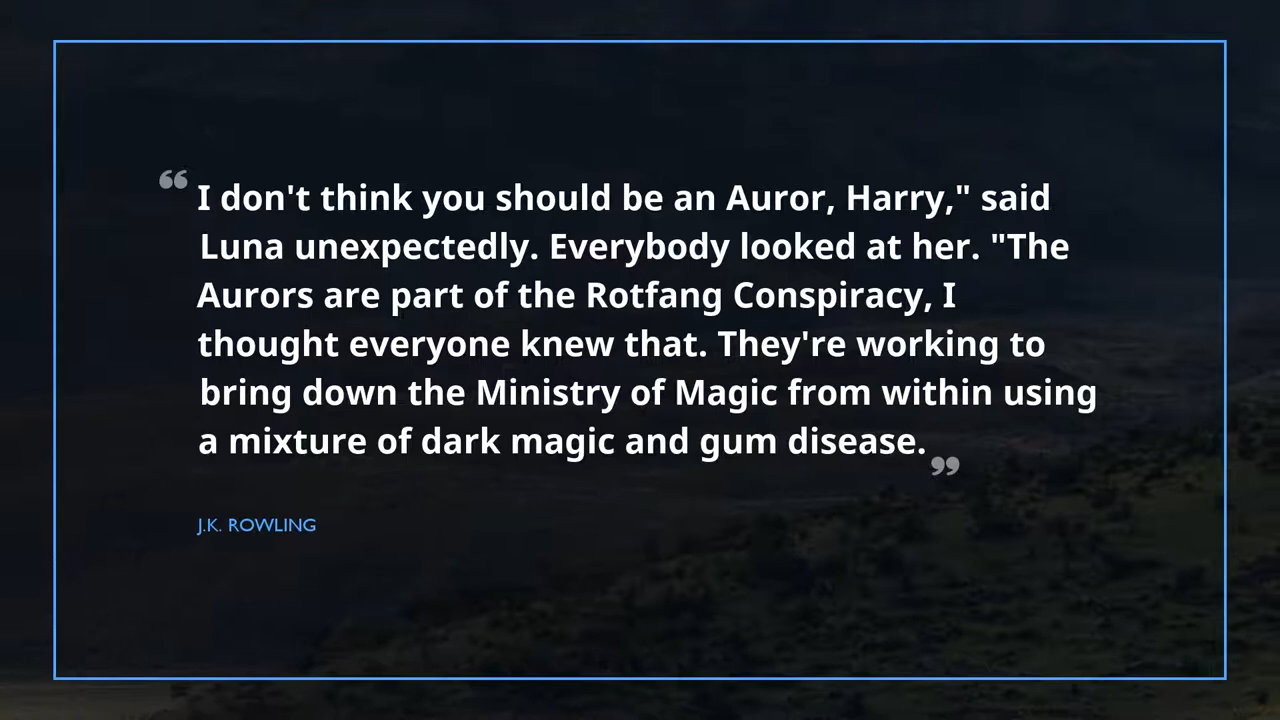 “I don't think you should be an Auror, Harry," said
Luna unexpectedly. Everybody looked at her. "The
Aurors are part of the Rotfang Conspiracy, I
thought everyone knew that. They're working to
bring down the Ministry of Magic from within using
a mixture of dark magic and gum disease.”
J.K. ROWLING